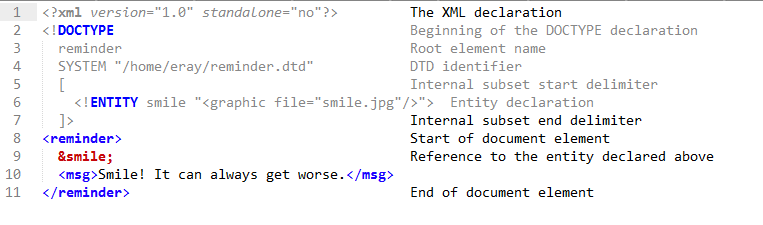 1 <?xml version="1.0" standalone="no"?> The XML declaration
2 <!DOCTYPE Beginning of the DOCTYPE declaration
3 reminder Root element name
4 SYSTEM "/home/eray/reminder.dtd" DTD identifier
5 [ Internal subset start delimiter
6 <!ENTITY smile "<graphic file="smile.jpg"/>"> Entity declaration
7 ]> Internal subset end delimiter
8 <reminder> Start of document element
9 &smile; Reference to the entity declared above
10 <msg>Smile! It can always get worse.</msg>
11 </reminder> End of document element